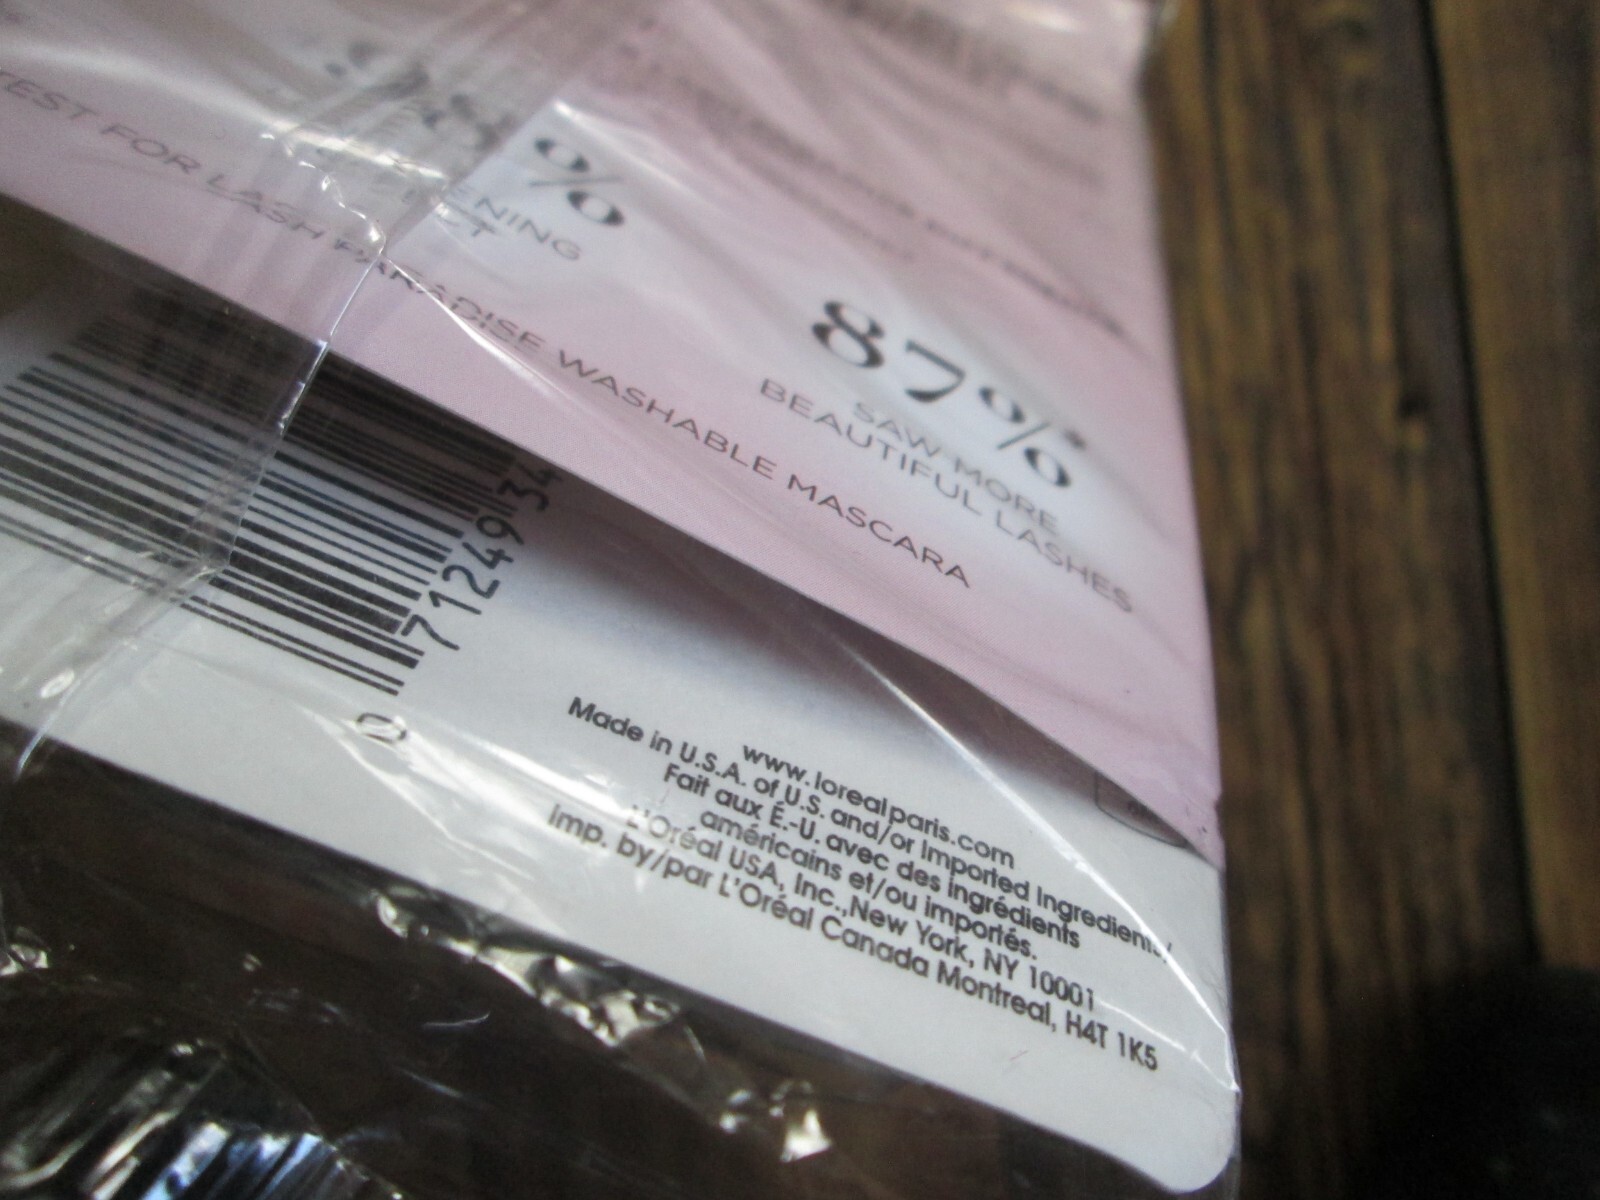 %
ENING
87%*
SAW MORE
BEAUTIFUL LASHES
TEST FOR LASH PARADISE WASHABLE MASCARA
0
71249 34
www.lorealparis.com
Made in U.S.A. of U.S. and/or Imported Ingredients/
Fait aux É.-U. avec des ingrédients
américains et/ou importés.
L'Oréal USA, Inc.,New York, NY 10001
Imp. by/par L'Oréal Canada Montreal, H4T 1K5